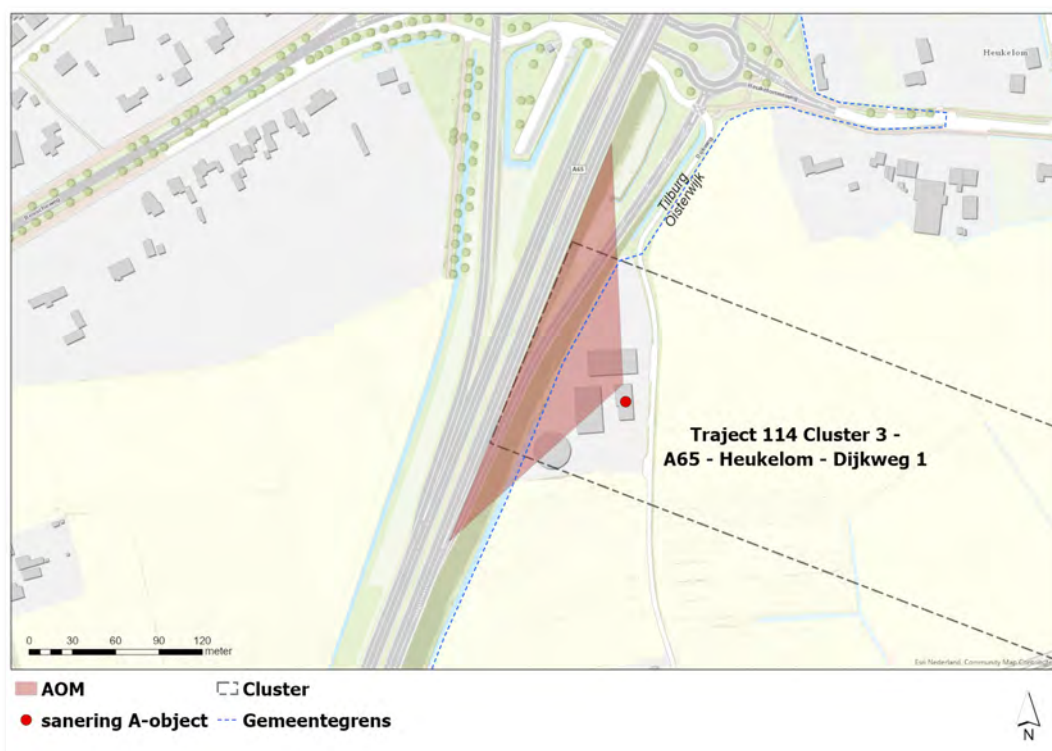 Heukelom
Heukelomseweg
A65
Tilburg
Oisterwijk
Traject 114 Cluster 3 -
A65 - Heukelom - Dijkweg 1
0 30 60 90 120
meter
AOM
Cluster
sanering A-object
Gemeentegrens
N